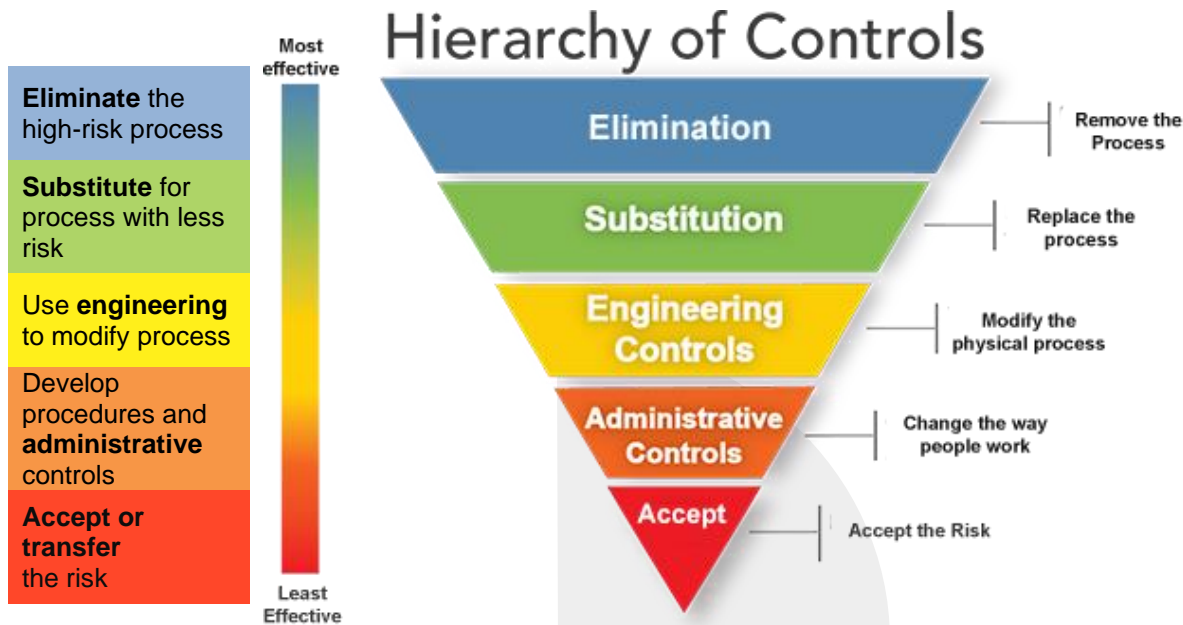 Hierarchy of Controls
Most
effective
Eliminate the
high-risk process
Substitute for
process with less
risk
Use engineering
to modify process
Develop
procedures and
administrative
controls
Accept or
transfer
the risk
Least
Effective
Elimination
Remove the
Process
Substitution
Replace the
process
Engineering
Controls
Modify the
physical process
Administrative
Controls
Change the way
people work
Accept
Accept the Risk